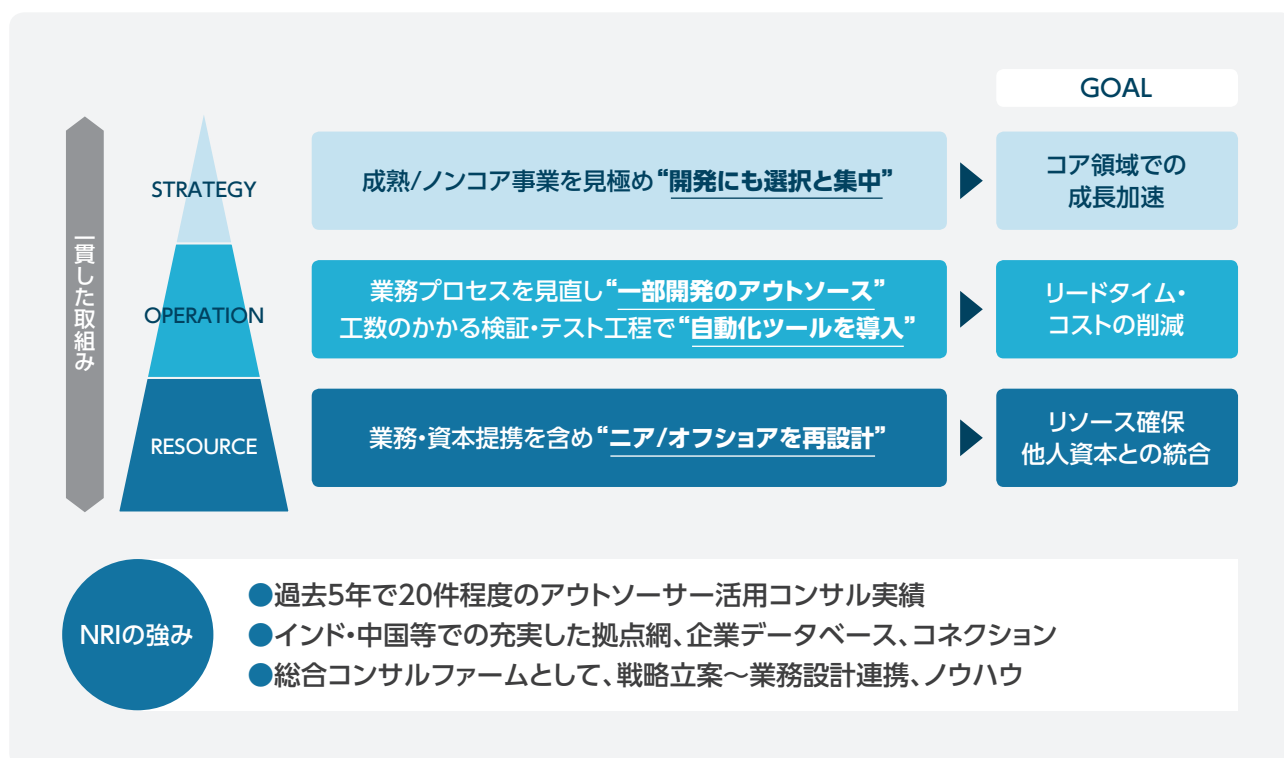 GOAL
一貫した取組み
STRATEGY
成熟/ノンコア事業を見極め“開発にも選択と集中”
コア領域での
成長加速
OPERATION
業務プロセスを見直し“一部開発のアウトソース”
工数のかかる検証・テスト工程で“自動化ツールを導入”
リードタイム・
コストの削減
RESOURCE
業務・資本提携を含め“ニア/オフショアを再設計”
リソース確保
他人資本との統合
NRIの強み
●過去5年で20件程度のアウトソーサー活用コンサル実績
●インド・中国等での充実した拠点網、企業データベース、コネクション
●総合コンサルファームとして、戦略立案～業務設計連携、ノウハウ